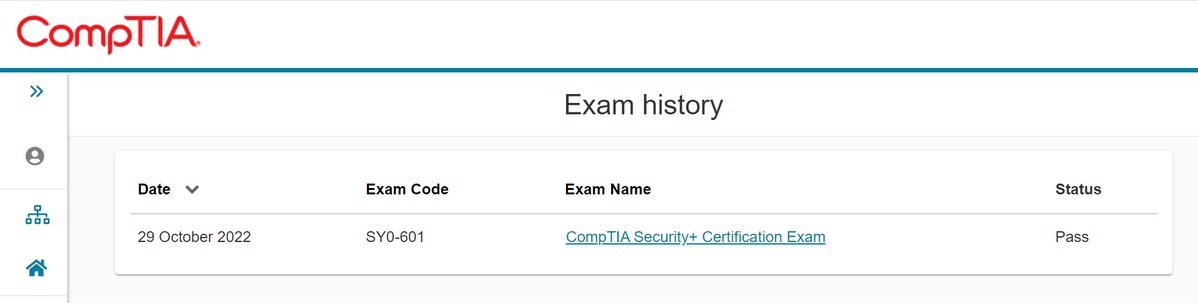 CompTIA.
Exam history
Date Exam Code Exam Name Status
29 October 2022 SY0-601 CompTIA Security+ Certification Exam Pass